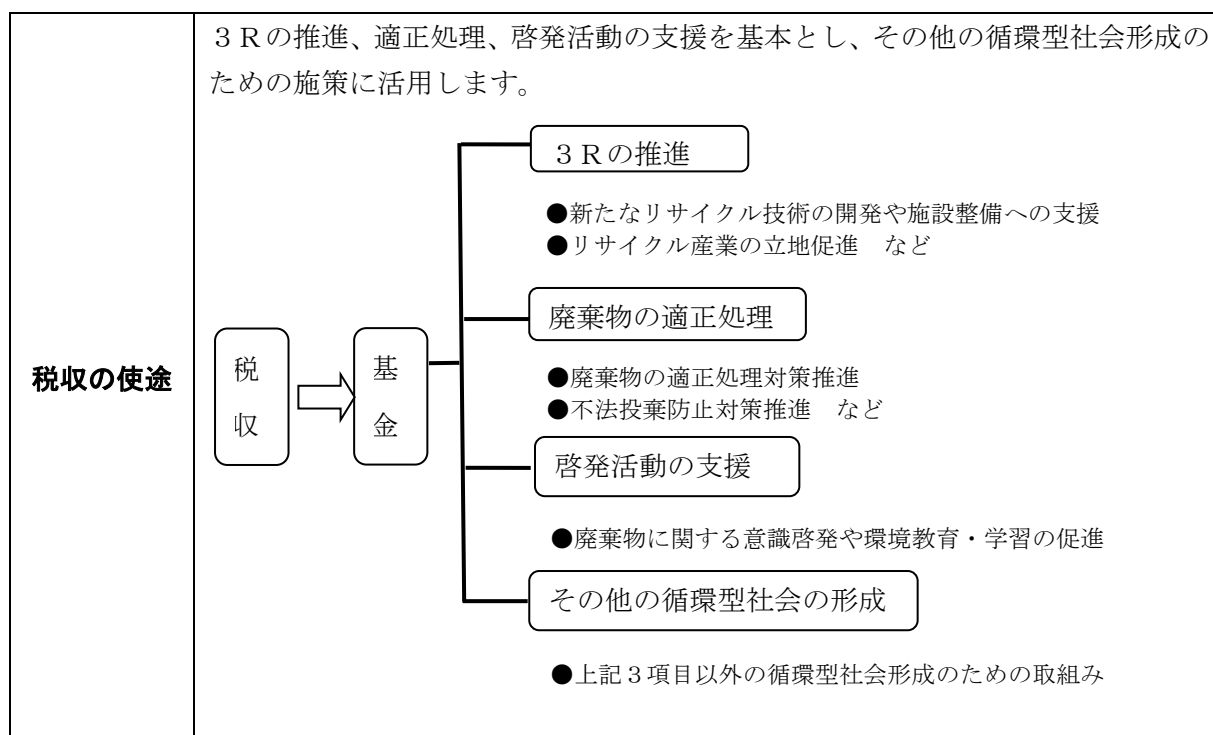 税収の使途
３Ｒの推進、適正処理、啓発活動の支援を基本とし、その他の循環型社会形成の
ための施策に活用します。
税収
基金
３Ｒの推進
●新たなリサイクル技術の開発や施設整備への支援
●リサイクル産業の立地促進　など
廃棄物の適正処理
●廃棄物の適正処理対策推進
●不法投棄防止対策推進　など
啓発活動の支援
●廃棄物に関する意識啓発や環境教育・学習の促進
その他の循環型社会の形成
●上記３項目以外の循環型社会形成のための取組み